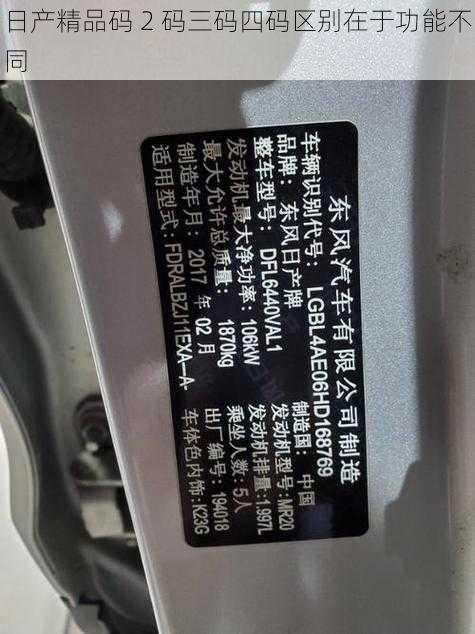 日产精品码 2 码三码四码区别在于功能不
同
东风汽车有限公司制造
车辆识别代号: LGBL4AE06HD168769
品牌: 东风日产牌 制造国: 中国
整车型号: DFL6440VAL1 发动机型号: MR20
发动机最大净功率: 106kW 发动机排量: 1.997L
最大允许总质量: 1870kg 乘坐人数: 5人
制造年月: 2017 年 02 月 出厂编号: 194018
适用型式: FDRALBZJ11EXA—A- 车体色内饰: K23G